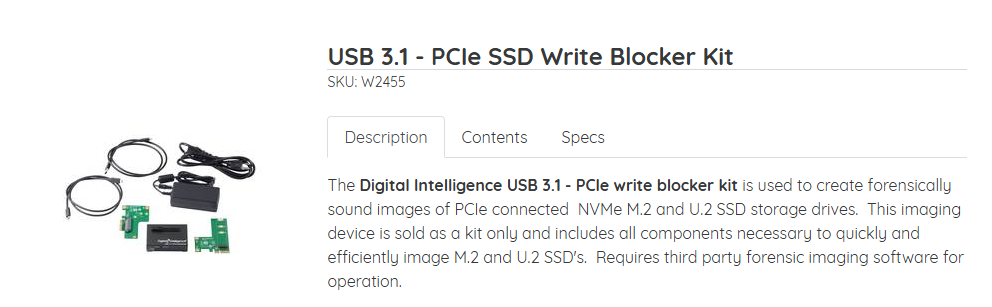 USB 3.1 - PCIe SSD Write Blocker Kit
SKU: W2455
Description Contents Specs
The Digital Intelligence USB 3.1 - PCIe write blocker kit is used to create forensically
sound images of PCIe connected  NVMe M.2 and U.2 SSD storage drives.  This imaging
device is sold as a kit only and includes all components necessary to quickly and
efficiently image M.2 and U.2 SSD's.  Requires third party forensic imaging software for
operation.